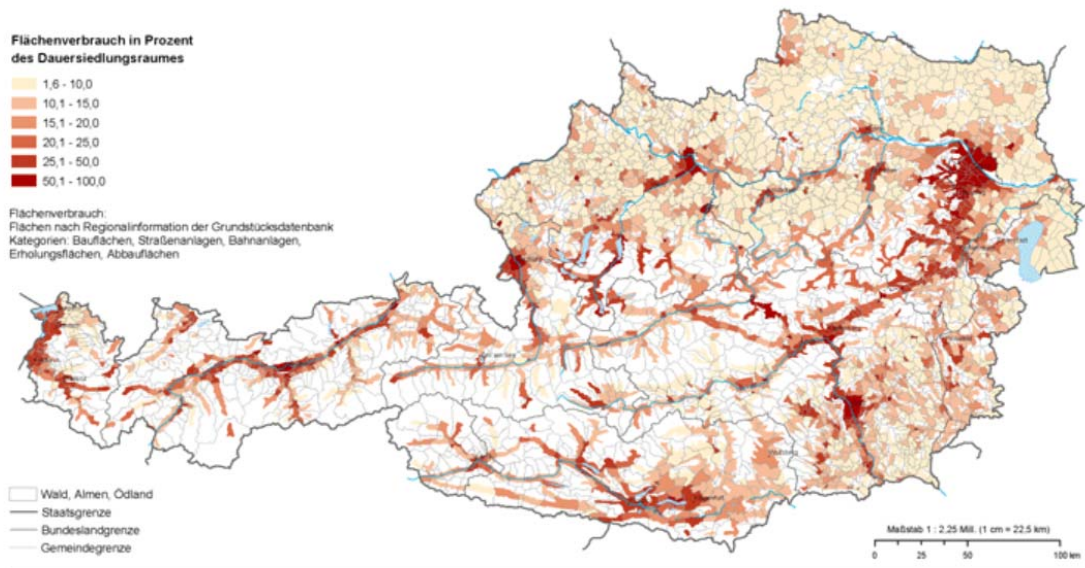 Flächenverbrauch in Prozent
des Dauersiedlungsraumes
1,6 - 10,0
10,1 - 15,0
15,1 - 20,0
20,1 - 25,0
25,1 - 50,0
50,1 - 100,0
Flächenverbrauch:
Flächen nach Regionalinformation der Grundstücksdatenbank
Kategorien: Bauflächen, Straßenanlagen, Bahnanlagen,
Erholungsflächen, Abbauflächen
Wald, Almen, Ödland
Staatsgrenze
Bundeslandgrenze
Gemeindegrenze
Maßstab 1 : 2,25 Mill. (1 cm = 22,5 km)
0 25 50 100 km